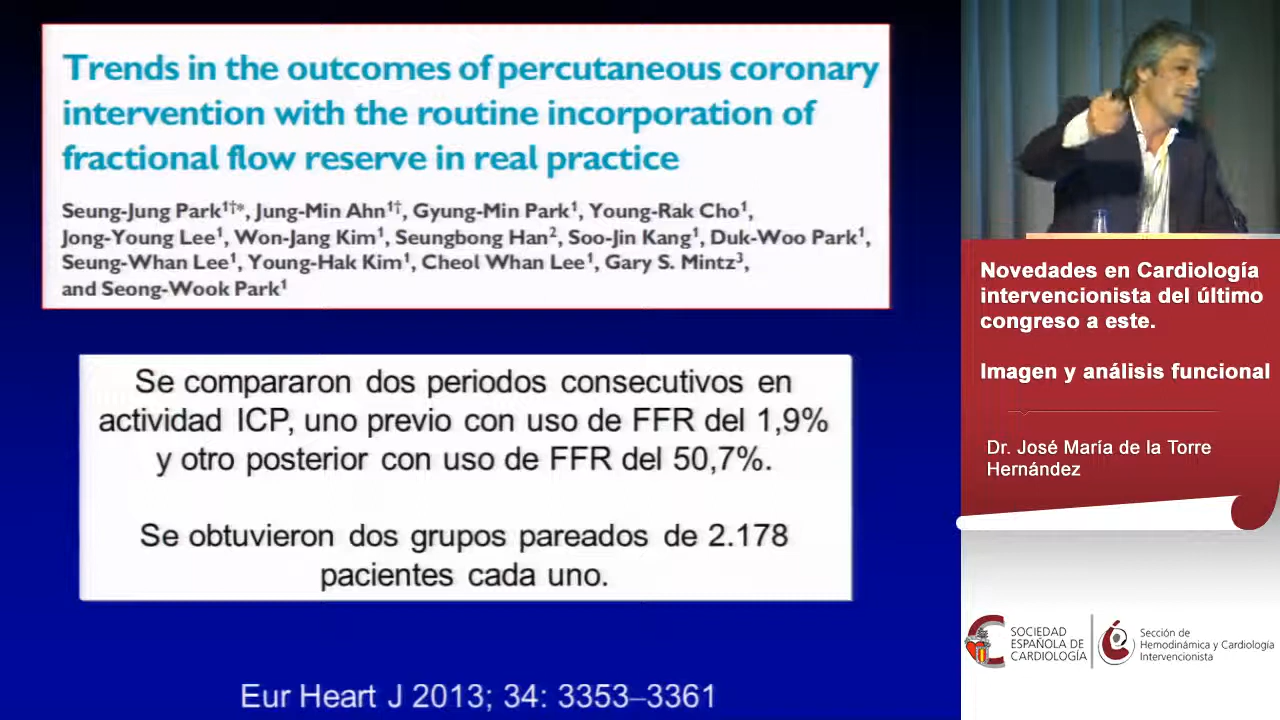 Trends in the outcomes of percutaneous coronary
intervention with the routine incorporation of
fractional flow reserve in real practice
Seung-Jung Park¹†*, Jung-Min Ahn¹†, Gyung-Min Park¹, Young-Rak Cho¹,
Jong-Young Lee¹, Won-Jang Kim¹, Seungbong Han², Soo-Jin Kang¹, Duk-Woo Park¹,
Seung-Whan Lee¹, Young-Hak Kim¹, Cheol Whan Lee¹, Gary S. Mintz³,
and Seong-Wook Park¹
Se compararon dos periodos consecutivos en
actividad ICP, uno previo con uso de FFR del 1,9%
y otro posterior con uso de FFR del 50,7%.
Se obtuvieron dos grupos pareados de 2.178
pacientes cada uno.
Eur Heart J 2013; 34: 3353–3361
Novedades en Cardiología
intervencionista del último
congreso a este.
Imagen y análisis funcional
Dr. José María de la Torre
Hernández
SOCIEDAD
ESPAÑOLA DE
CARDIOLOGÍA
Sección de
Hemodinámica y Cardiología
Intervencionista